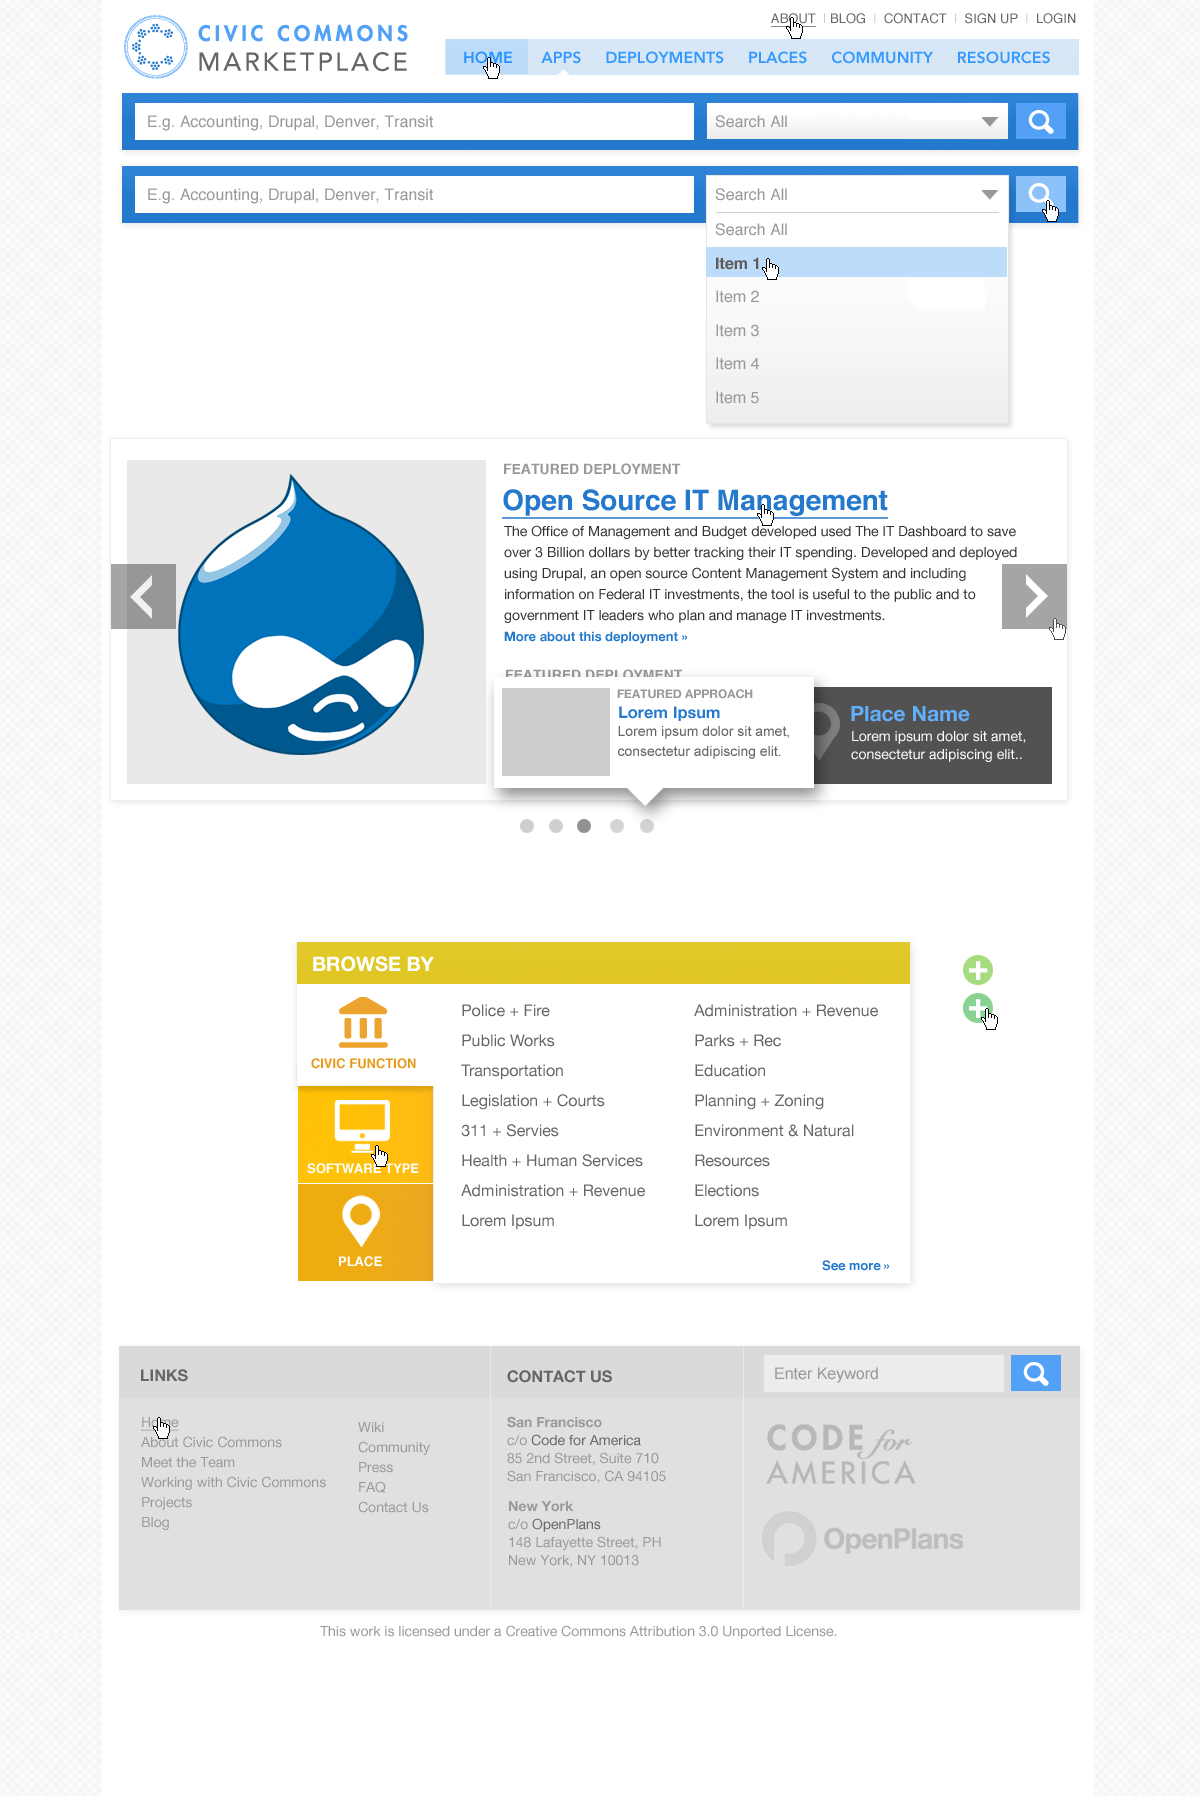 ABOUT BLOG CONTACT SIGN UP LOGIN
CIVIC COMMONS
MARKETPLACE
HOME APPS DEPLOYMENTS PLACES COMMUNITY RESOURCES
E.g. Accounting, Drupal, Denver, Transit Search All
E.g. Accounting, Drupal, Denver, Transit Search All
Search All
Item 1
Item 2
Item 3
Item 4
Item 5
FEATURED DEPLOYMENT
Open Source IT Management
The Office of Management and Budget developed used The IT Dashboard to save
over 3 Billion dollars by better tracking their IT spending. Developed and deployed
using Drupal, an open source Content Management System and including
information on Federal IT investments, the tool is useful to the public and to
government IT leaders who plan and manage IT investments.
More about this deployment »
FEATURED DEPLOYMENT
FEATURED APPROACH
Lorem Ipsum
Lorem ipsum dolor sit amet,
consectetur adipiscing elit.
Place Name
Lorem ipsum dolor sit amet,
consectetur adipiscing elit..
BROWSE BY
CIVIC FUNCTION
SOFTWARE TYPE
PLACE
Police + Fire
Public Works
Transportation
Legislation + Courts
311 + Servies
Health + Human Services
Administration + Revenue
Lorem Ipsum
Administration + Revenue
Parks + Rec
Education
Planning + Zoning
Environment & Natural
Resources
Elections
Lorem Ipsum
See more »
LINKS
Home
About Civic Commons
Meet the Team
Working with Civic Commons
Projects
Blog
Wiki
Community
Press
FAQ
Contact Us
CONTACT US
San Francisco
c/o Code for America
85 2nd Street, Suite 710
San Francisco, CA 94105
New York
c/o OpenPlans
148 Lafayette Street, PH
New York, NY 10013
Enter Keyword
CODE for
AMERICA
OpenPlans
This work is licensed under a Creative Commons Attribution 3.0 Unported License.